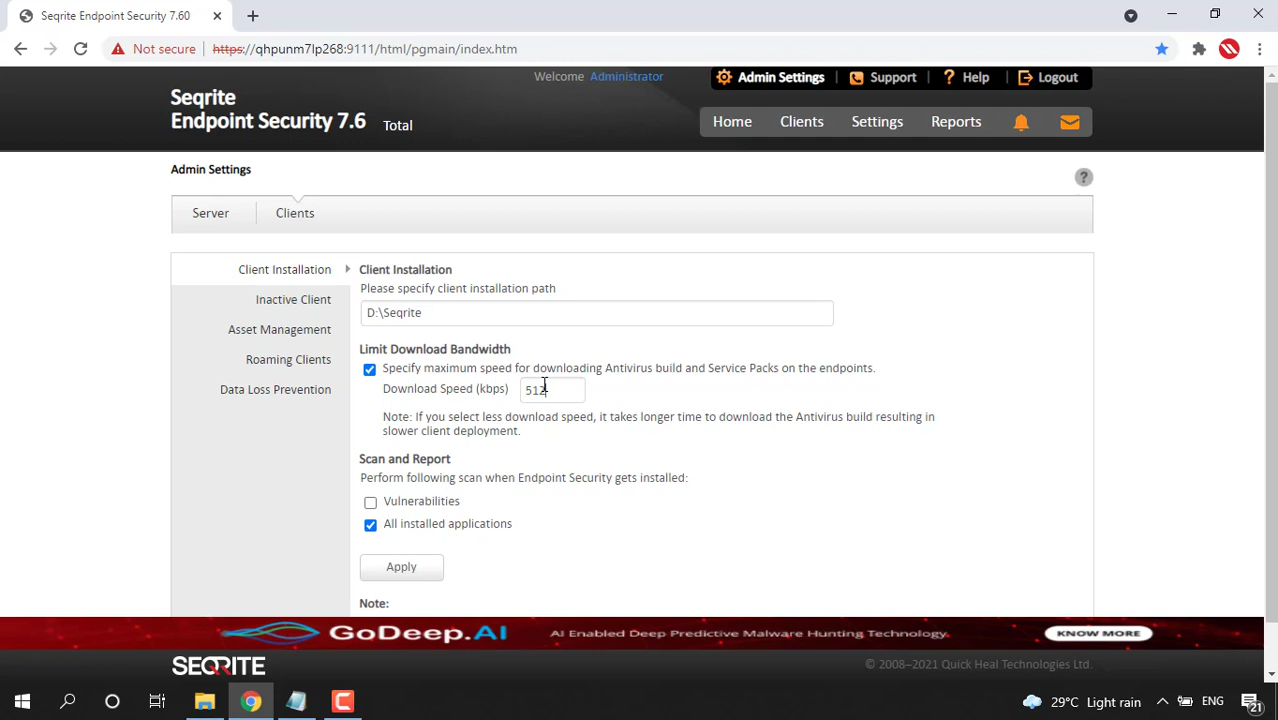 Seqrite Endpoint Security 7.60
Not secure
https://qhpunm7lp268:9111/html/pgmain/index.htm
Welcome Administrator
Admin Settings
Support
Help
Logout
Seqrite
Endpoint Security 7.6 Total
Home
Clients
Settings
Reports
Admin Settings
?
Server
Clients
Client Installation
Inactive Client
Asset Management
Roaming Clients
Data Loss Prevention
Client Installation
Please specify client installation path
D:\Seqrite
Limit Download Bandwidth
Specify maximum speed for downloading Antivirus build and Service Packs on the endpoints.
Download Speed (kbps) 512
Note: If you select less download speed, it takes longer time to download the Antivirus build resulting in
slower client deployment.
Scan and Report
Perform following scan when Endpoint Security gets installed:
Vulnerabilities
All installed applications
Apply
Note:
GoDeep.AI
AI Enabled Deep Predictive Malware Hunting Technology.
KNOW MORE
SEQRITE
© 2008–2021 Quick Heal Technologies Ltd.
29°C Light rain
ENG
21